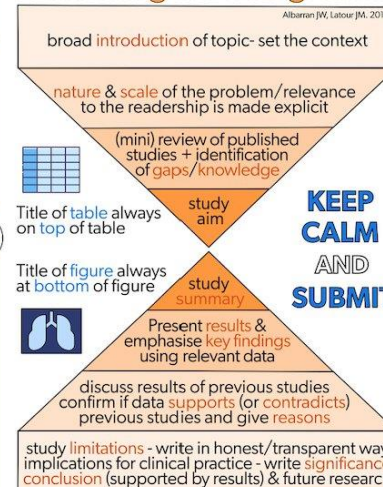 Albarran JW, Latour JM. 201
broad introduction of topic- set the context
nature & scale of the problem/relevance
to the readership is made explicit
(mini) review of published
studies + identification
of gaps/knowledge
study
aim
Title of table always
on top of table
KEEP
CALM
AND
SUBMIT
Title of figure always
at bottom of figure
study
summary
Present results &
emphasise key findings
using relevant data
discuss results of previous studies
confirm if data supports (or contradicts)
previous studies and give reasons
study limitations - write in honest/transparent way
implications for clinical practice - write significance
conclusion (supported by results) & future research